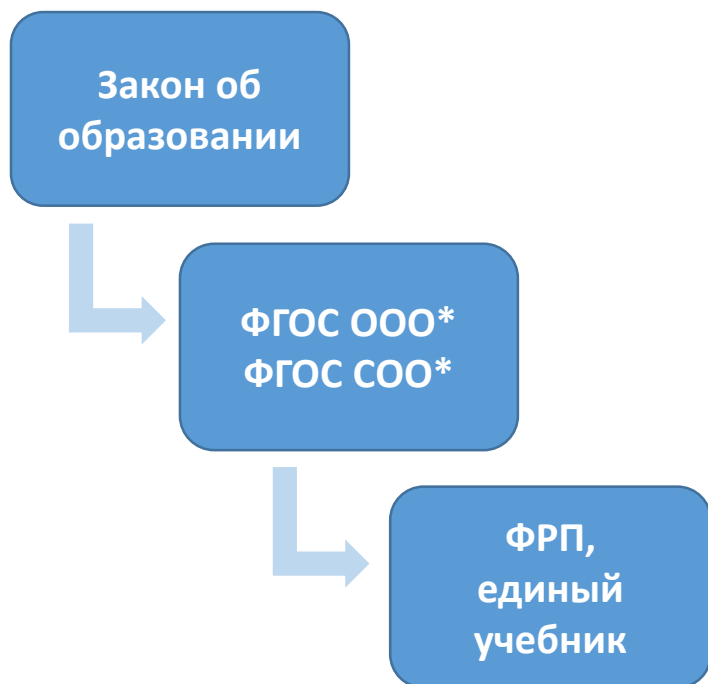 Закон об
образовании
ФГОС ООО*
ФГОС СОО*
ФРП,
единый
учебник